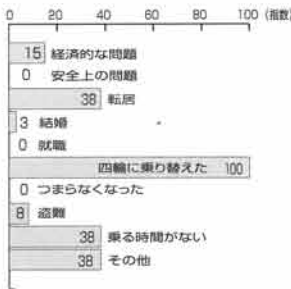 0 20 40 60 80 100 (指数)
15 経済的な問題
0 安全上の問題
38 転居
3 結婚
0 就職
四輪に乗り替えた 100
0 つまらなくなった
8 盗難
38 乗る時間がない
38 その他